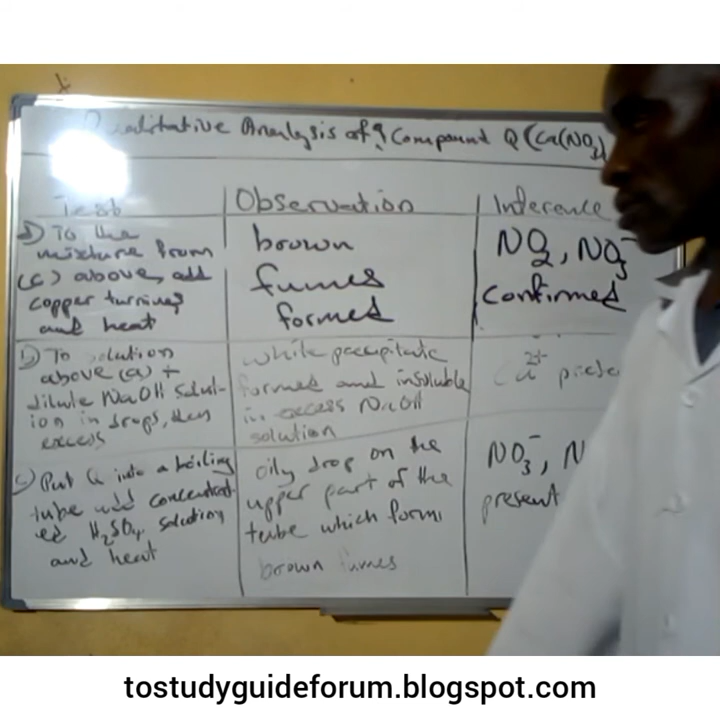 Qualitative Analysis of Compound Q (Ca(NO3)
Test
Observation
Inference
d) To the
mixture from
(c) above, add
copper turnings
and heat
brown
fumes
formed
NO2, NO3-
confirmed
b) To solution
above (a) +
dilute NaOH solut-
ion in drops, then
excess
white precipitate
formed and insoluble
in excess NaOH
solution
Ca2+
c) Put Q into a boiling
tube add concentrat-
ed H2SO4 solution
and heat
oily drop on the
upper part of the
tube which form
brown fumes
NO3-, N
present
tostudyguideforum.blogspot.com